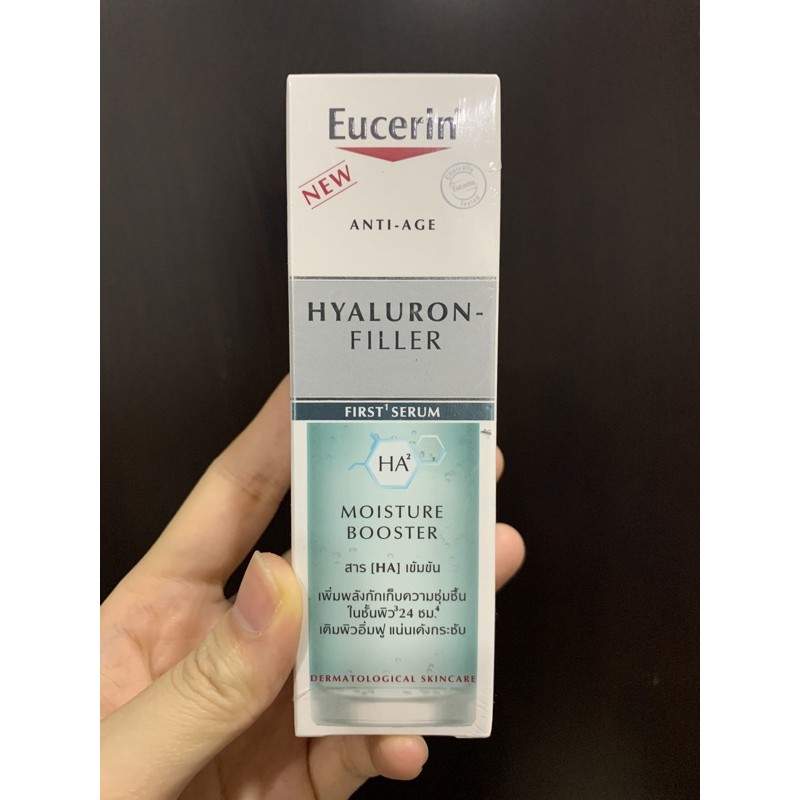 Eucerin®
NEW
Clinically
Eucerin
Tested
ANTI-AGE
HYALURON-
FILLER
FIRST¹ SERUM
HA²
MOISTURE
BOOSTER
สาร [HA] เข้มข้น
เพิ่มพลังกักเก็บความชุ่มชื้น
ในชั้นผิว³24 ชม.⁴
เติมผิวอิ่มฟู แน่นเด้งกระชับ
DERMATOLOGICAL SKINCARE